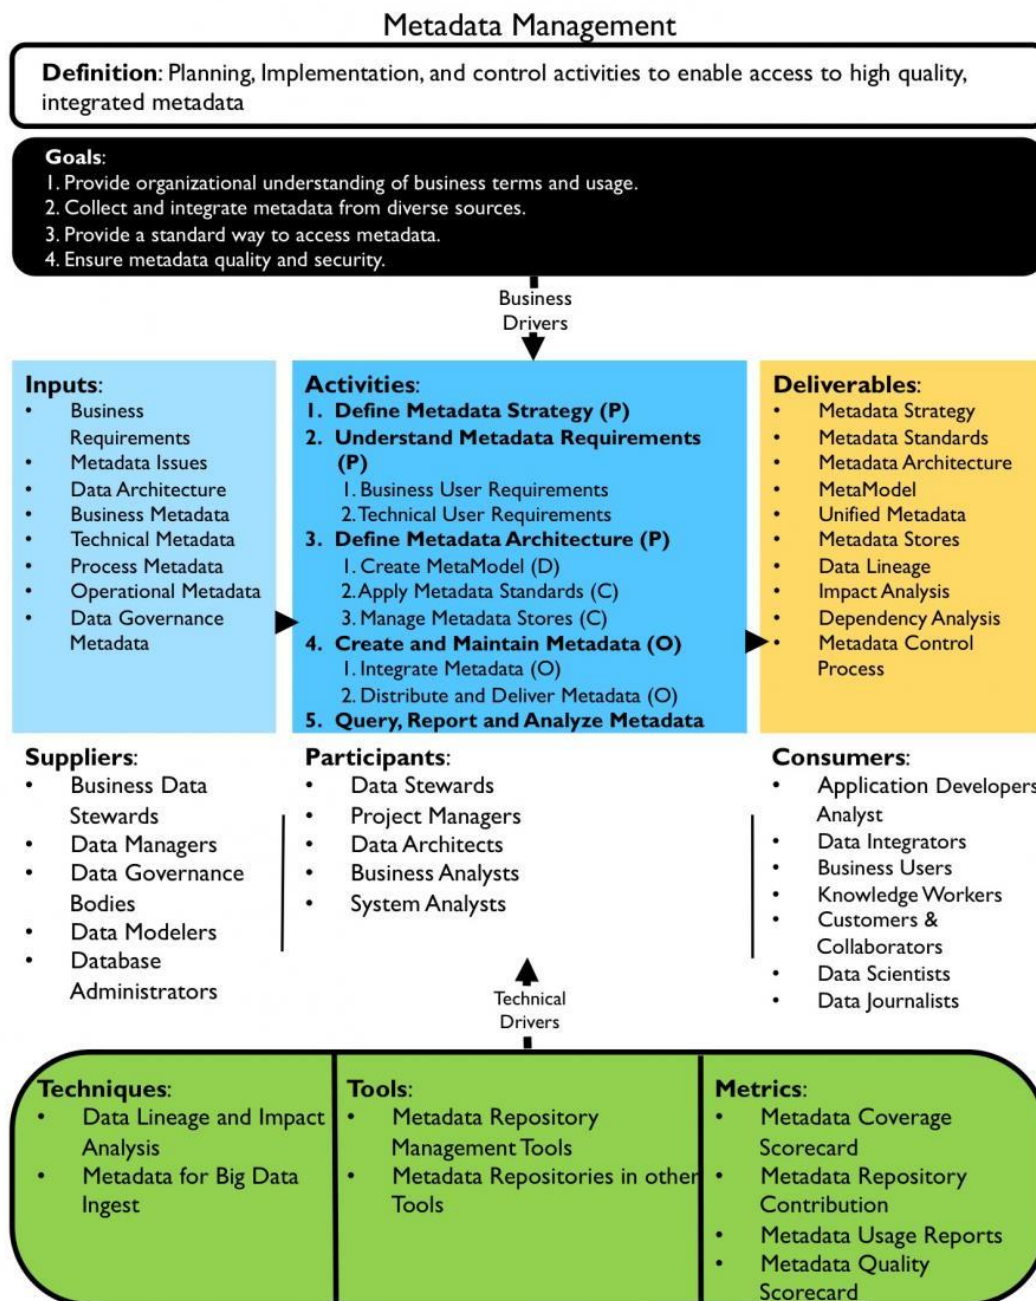 Metadata Management
Definition: Planning, Implementation, and control activities to enable access to high quality,
integrated metadata
Goals:
1. Provide organizational understanding of business terms and usage.
2. Collect and integrate metadata from diverse sources.
3. Provide a standard way to access metadata.
4. Ensure metadata quality and security.
Business
Drivers
Inputs:
• Business
Requirements
• Metadata Issues
• Data Architecture
• Business Metadata
• Technical Metadata
• Process Metadata
• Operational Metadata
• Data Governance
Metadata
Activities:
1. Define Metadata Strategy (P)
2. Understand Metadata Requirements
(P)
1. Business User Requirements
2. Technical User Requirements
3. Define Metadata Architecture (P)
1. Create MetaModel (D)
2. Apply Metadata Standards (C)
3. Manage Metadata Stores (C)
4. Create and Maintain Metadata (O)
1. Integrate Metadata (O)
2. Distribute and Deliver Metadata (O)
5. Query, Report and Analyze Metadata
Deliverables:
• Metadata Strategy
• Metadata Standards
• Metadata Architecture
• MetaModel
• Unified Metadata
• Metadata Stores
• Data Lineage
• Impact Analysis
• Dependency Analysis
• Metadata Control
Process
Suppliers:
• Business Data
Stewards
• Data Managers
• Data Governance
Bodies
• Data Modelers
• Database
Administrators
Participants:
• Data Stewards
• Project Managers
• Data Architects
• Business Analysts
• System Analysts
Consumers:
• Application Developers
Analyst
• Data Integrators
• Business Users
• Knowledge Workers
• Customers &
Collaborators
• Data Scientists
• Data Journalists
Technical
Drivers
Techniques:
• Data Lineage and Impact
Analysis
• Metadata for Big Data
Ingest
Tools:
• Metadata Repository
Management Tools
• Metadata Repositories in other
Tools
Metrics:
• Metadata Coverage
Scorecard
• Metadata Repository
Contribution
• Metadata Usage Reports
• Metadata Quality
Scorecard